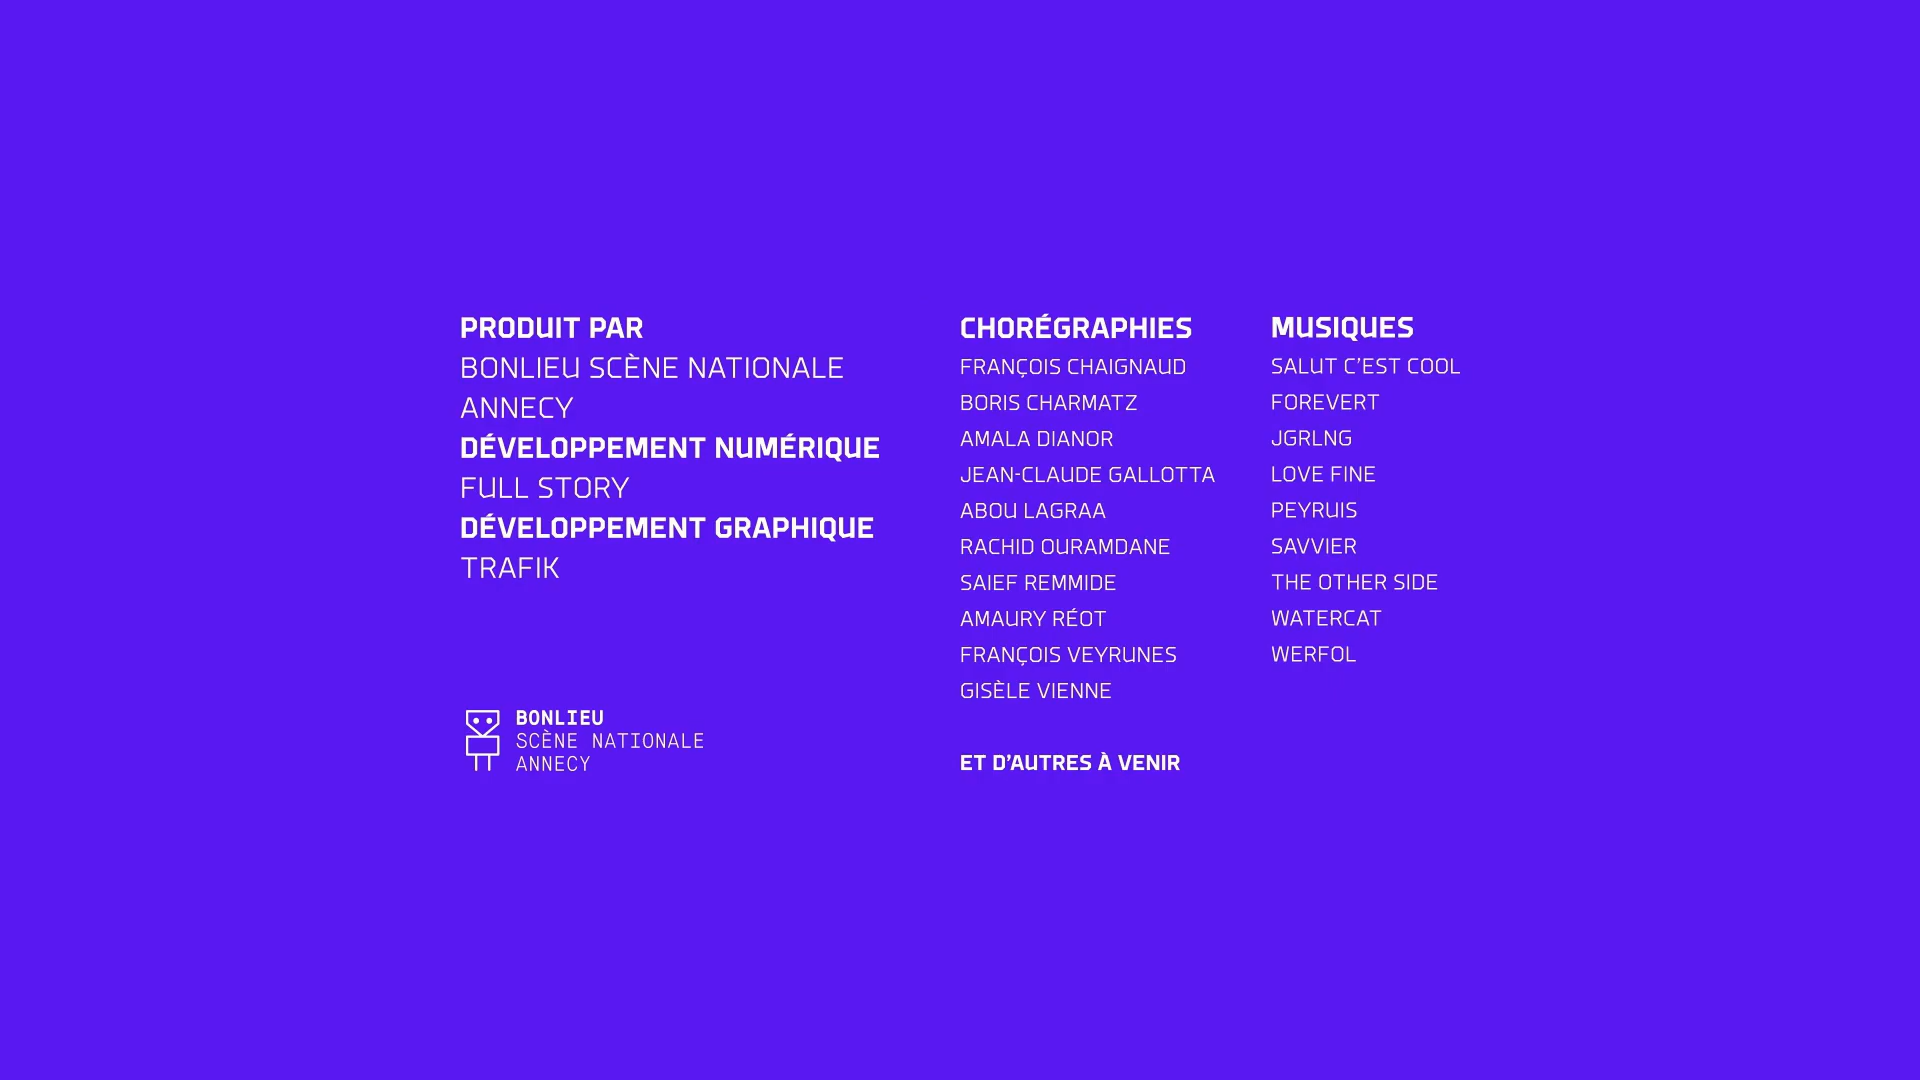 PRODUIT PAR
BONLIEU SCÈNE NATIONALE
ANNECY
DÉVELOPPEMENT NUMÉRIQUE
FULL STORY
DÉVELOPPEMENT GRAPHIQUE
TRAFIK
BONLIEU
SCÈNE NATIONALE
ANNECY
CHORÉGRAPHIES
FRANÇOIS CHAIGNAUD
BORIS CHARMATZ
AMALA DIANOR
JEAN-CLAUDE GALLOTTA
ABOU LAGRAA
RACHID OURAMDANE
SAIEF REMMIDE
AMAURY RÉOT
FRANÇOIS VEYRUNES
GISÈLE VIENNE
ET D’AUTRES À VENIR
MUSIQUES
SALUT C’EST COOL
FOREVERT
JGRLNG
LOVE FINE
PEYRUIS
SAVVIER
THE OTHER SIDE
WATERCAT
WERFOL